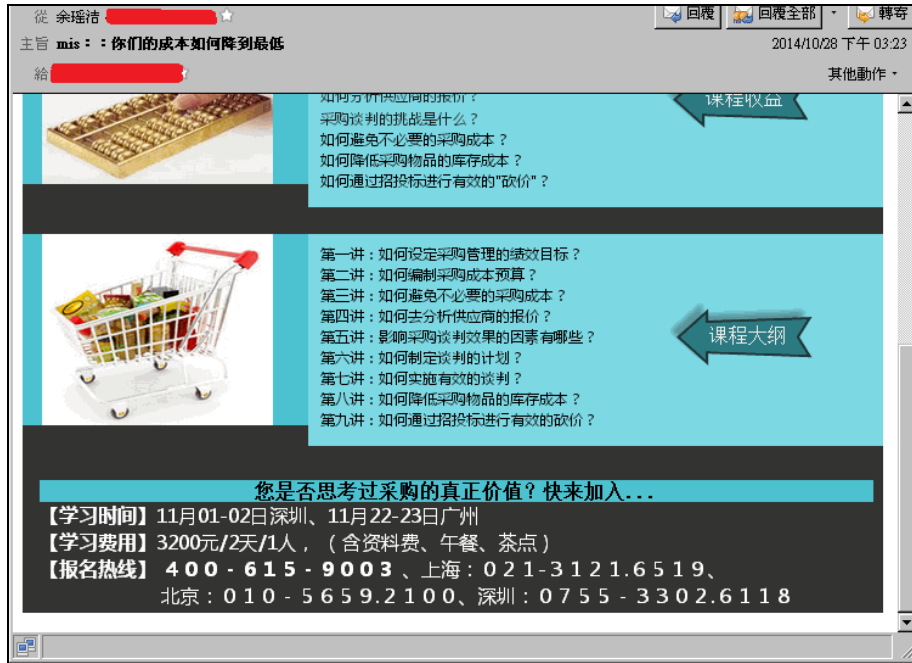 從 余瑶洁
回覆 回覆全部 轉寄
主旨 mis：：你们的成本如何降到最低
2014/10/28 下午 03:23
給
其他動作
如何分析供应商的报价？
课程收益
采购谈判的挑战是什么？
如何避免不必要的采购成本？
如何降低采购物品的库存成本？
如何通过招投标进行有效的"砍价"？
第一讲：如何设定采购管理的绩效目标？
第二讲：如何编制采购成本预算？
第三讲：如何避免不必要的采购成本？
第四讲：如何去分析供应商的报价？
第五讲：影响采购谈判效果的因素有哪些？
课程大纲
第六讲：如何制定谈判的计划？
第七讲：如何实施有效的谈判？
第八讲：如何降低采购物品的库存成本？
第九讲：如何通过招投标进行有效的砍价？
您是否思考过采购的真正价值？快来加入...
【学习时间】11月01-02日深圳、11月22-23日广州
【学习费用】3200元/2天/1人，（含资料费、午餐、茶点）
【报名热线】 400-615-9003、上海：021-3121.6519、
北京：010-5659.2100、深圳：0755-3302.6118